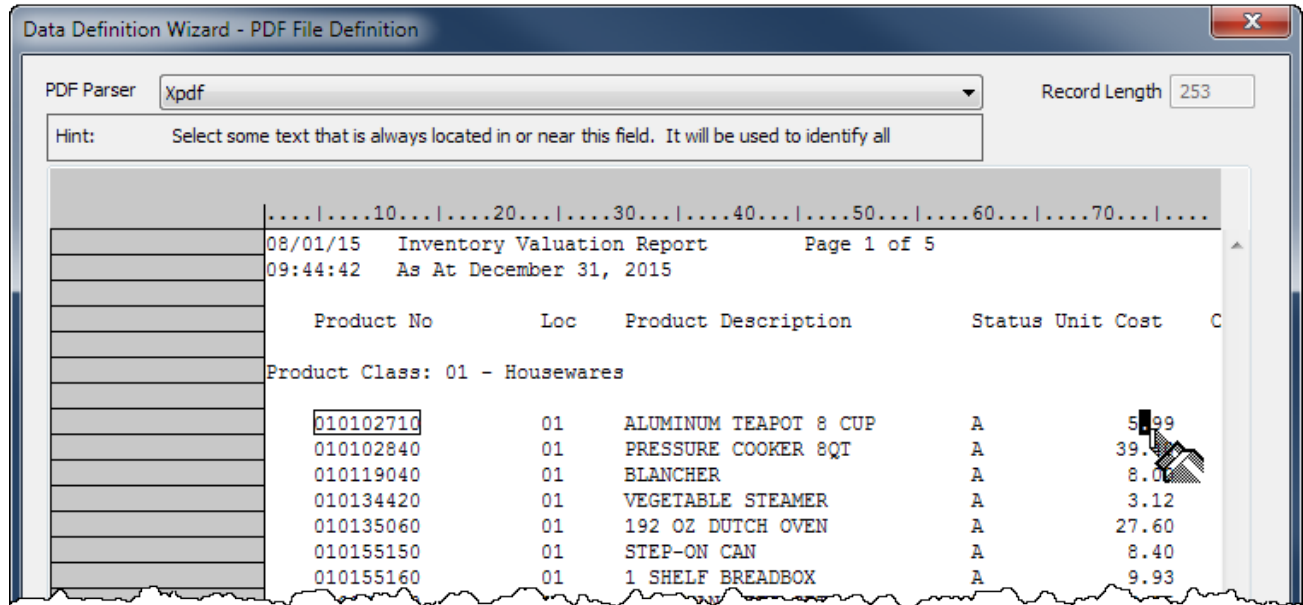 Data Definition Wizard - PDF File Definition
PDF Parser Xpdf Record Length 253
Hint: Select some text that is always located in or near this field. It will be used to identify all
....|....10...|....20...|....30...|....40...|....50...|....60...|....70...|....
08/01/15 Inventory Valuation Report Page 1 of 5
09:44:42 As At December 31, 2015
Product No Loc Product Description Status Unit Cost C
Product Class: 01 - Housewares
010102710 01 ALUMINUM TEAPOT 8 CUP A 5.99
010102840 01 PRESSURE COOKER 8QT A
010119040 01 BLANCHER A
010134420 01 VEGETABLE STEAMER A 3.12
010135060 01 192 OZ DUTCH OVEN A 27.60
010155150 01 STEP-ON CAN A 8.40
010155160 01 1 SHELF BREADBOX A 9.93